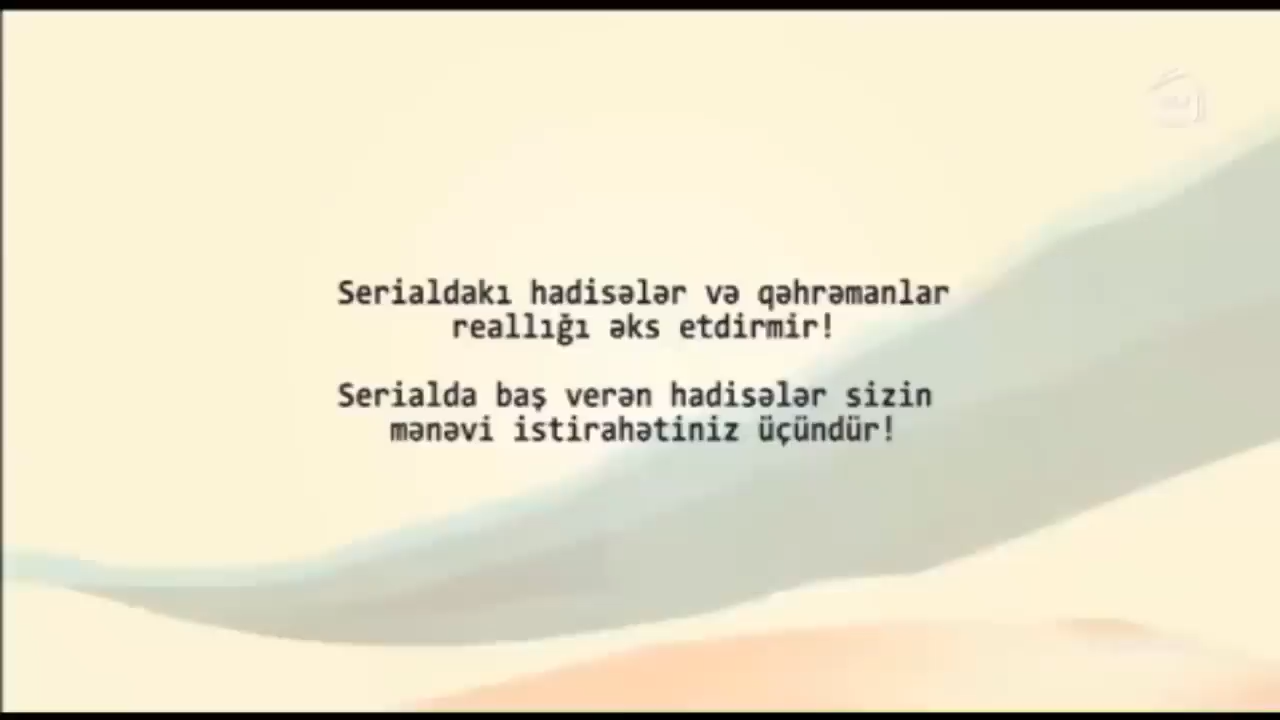 Serialdakı hadisələr və qəhrəmanlar
reallığı əks etdirmir!
Serialda baş verən hadisələr sizin
mənəvi istirahətiniz üçündür!